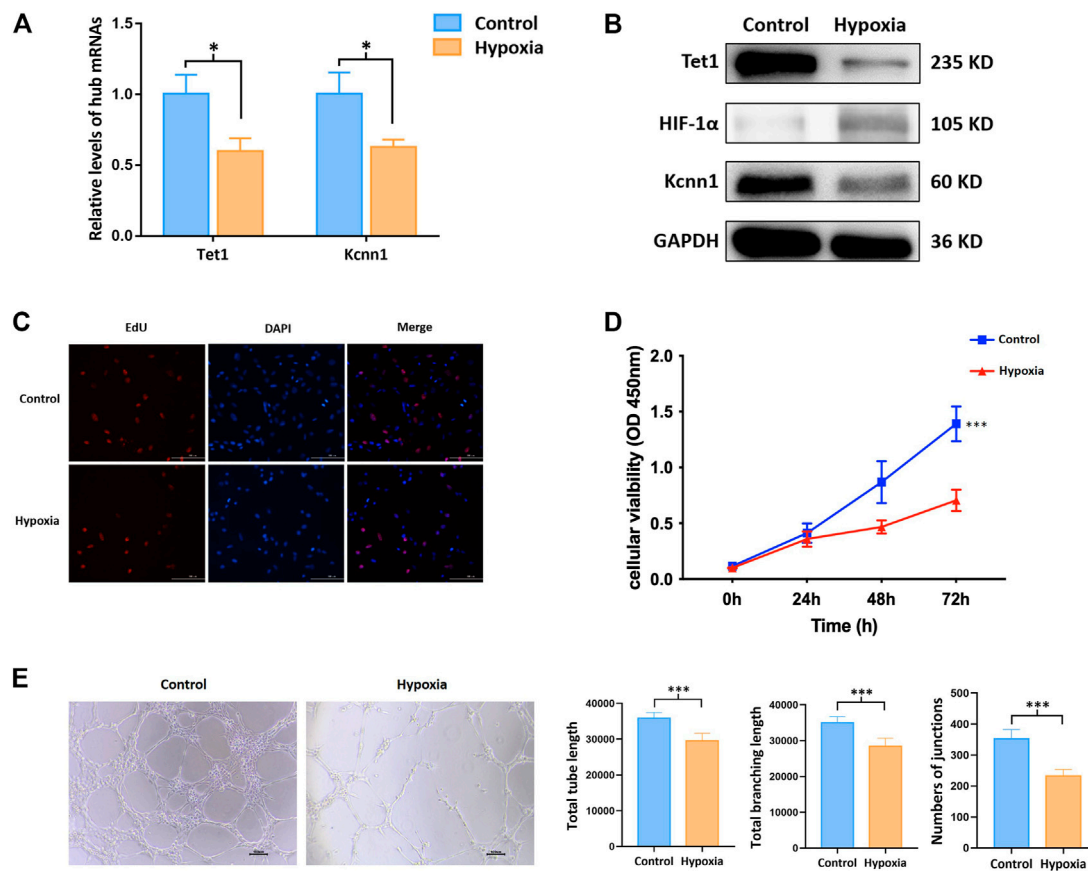 A
Relative levels of hub mRNAs
1.5
1.0
0.5
0.0
*
*
Tet1
Kcnn1
Control
Hypoxia
B
Control Hypoxia
Tet1 235 KD
HIF-1α 105 KD
Kcnn1 60 KD
GAPDH 36 KD
C
EdU DAPI Merge
Control
Hypoxia
D
cellular vialbility (OD 450nm)
2.0
1.5
1.0
0.5
0.0
0h 24h 48h 72h
Time (h)
Control
Hypoxia
***
E
Control Hypoxia
Total tube length
40000
30000
20000
10000
0
***
Control Hypoxia
Total branching length
40000
30000
20000
10000
0
***
Control Hypoxia
Numbers of junctions
500
400
300
200
100
0
***
Control Hypoxia